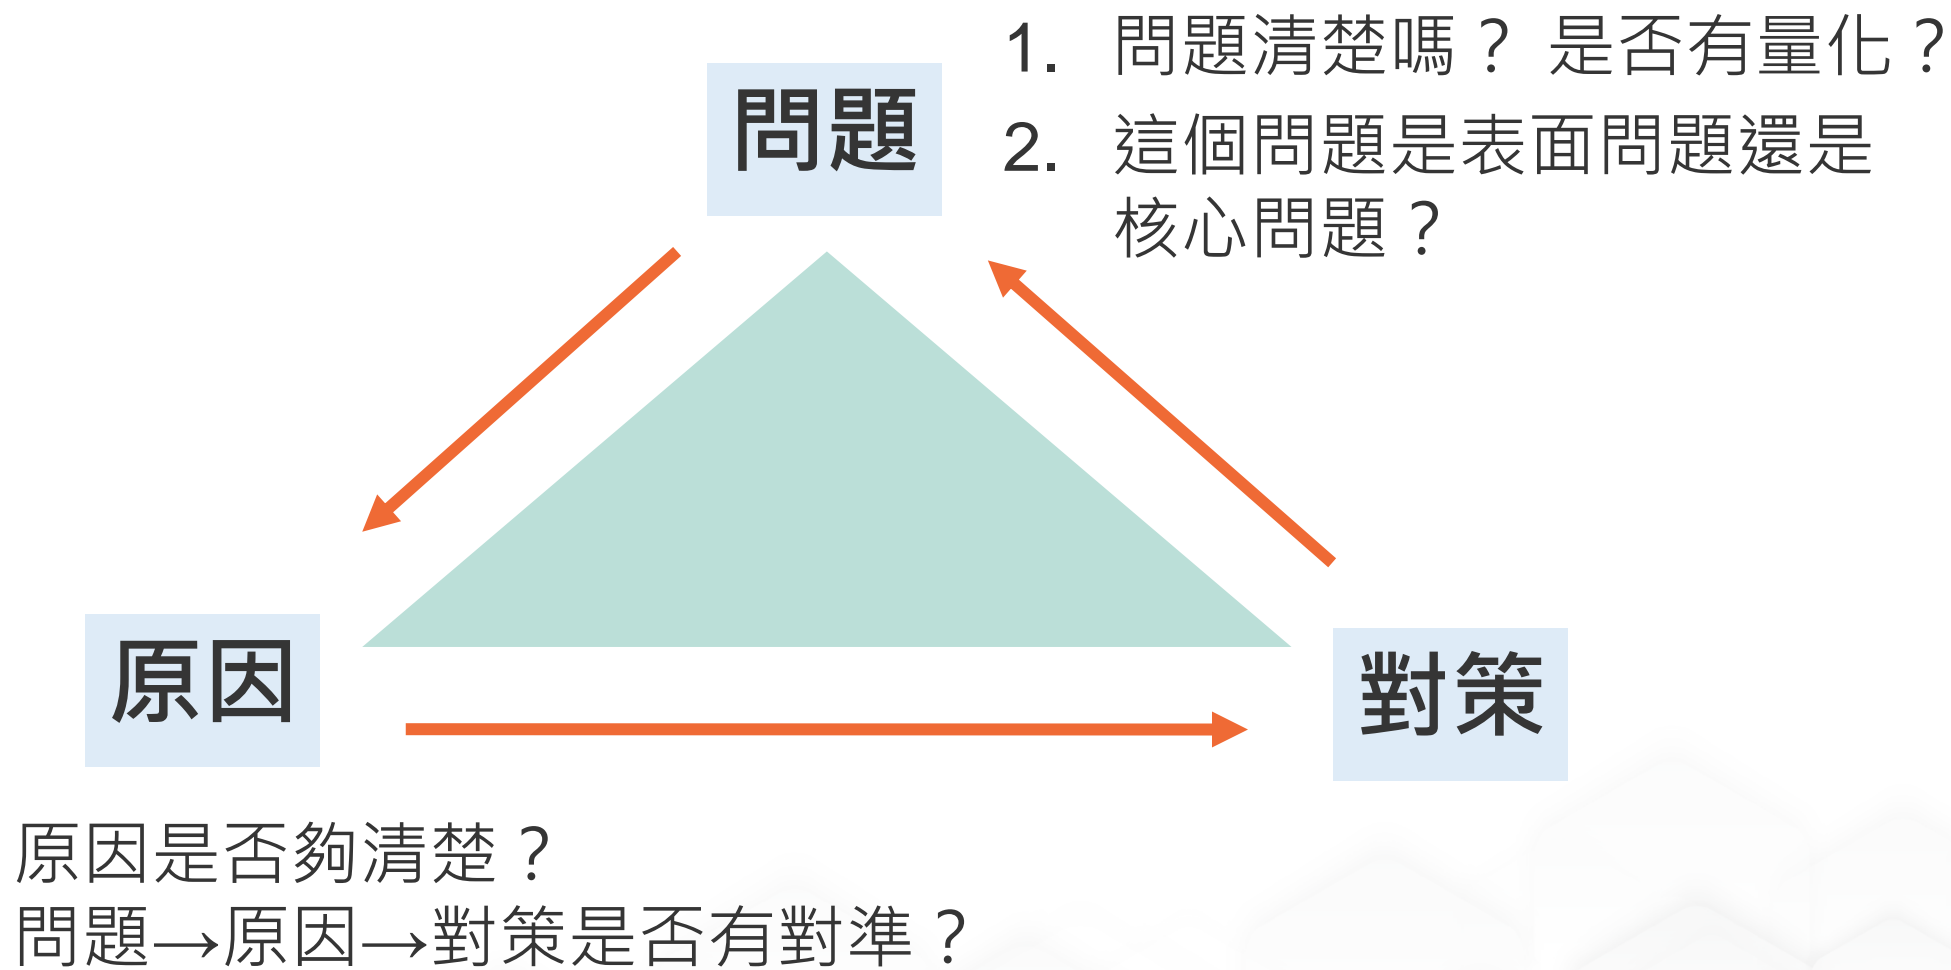 問題
1. 問題清楚嗎? 是否有量化?
2. 這個問題是表面問題還是
核心問題?
原因
對策
原因是否夠清楚?
問題→原因→對策是否有對準?